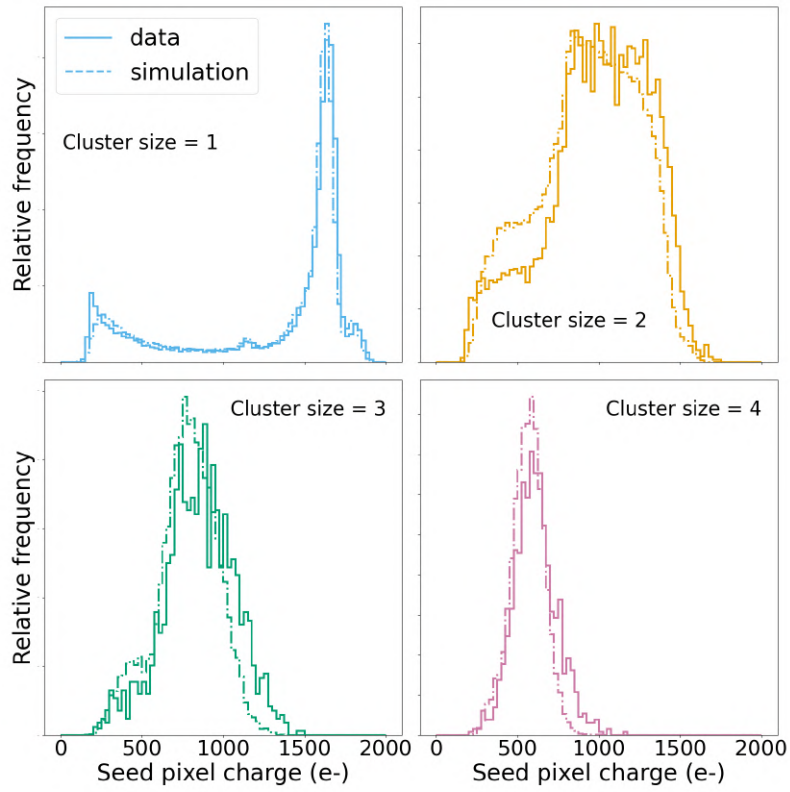 data
simulation
Cluster size = 1
Relative frequency
Cluster size = 2
Cluster size = 3
Relative frequency
Cluster size = 4
0 500 1000 1500 2000
Seed pixel charge (e-)
0 500 1000 1500 2000
Seed pixel charge (e-)